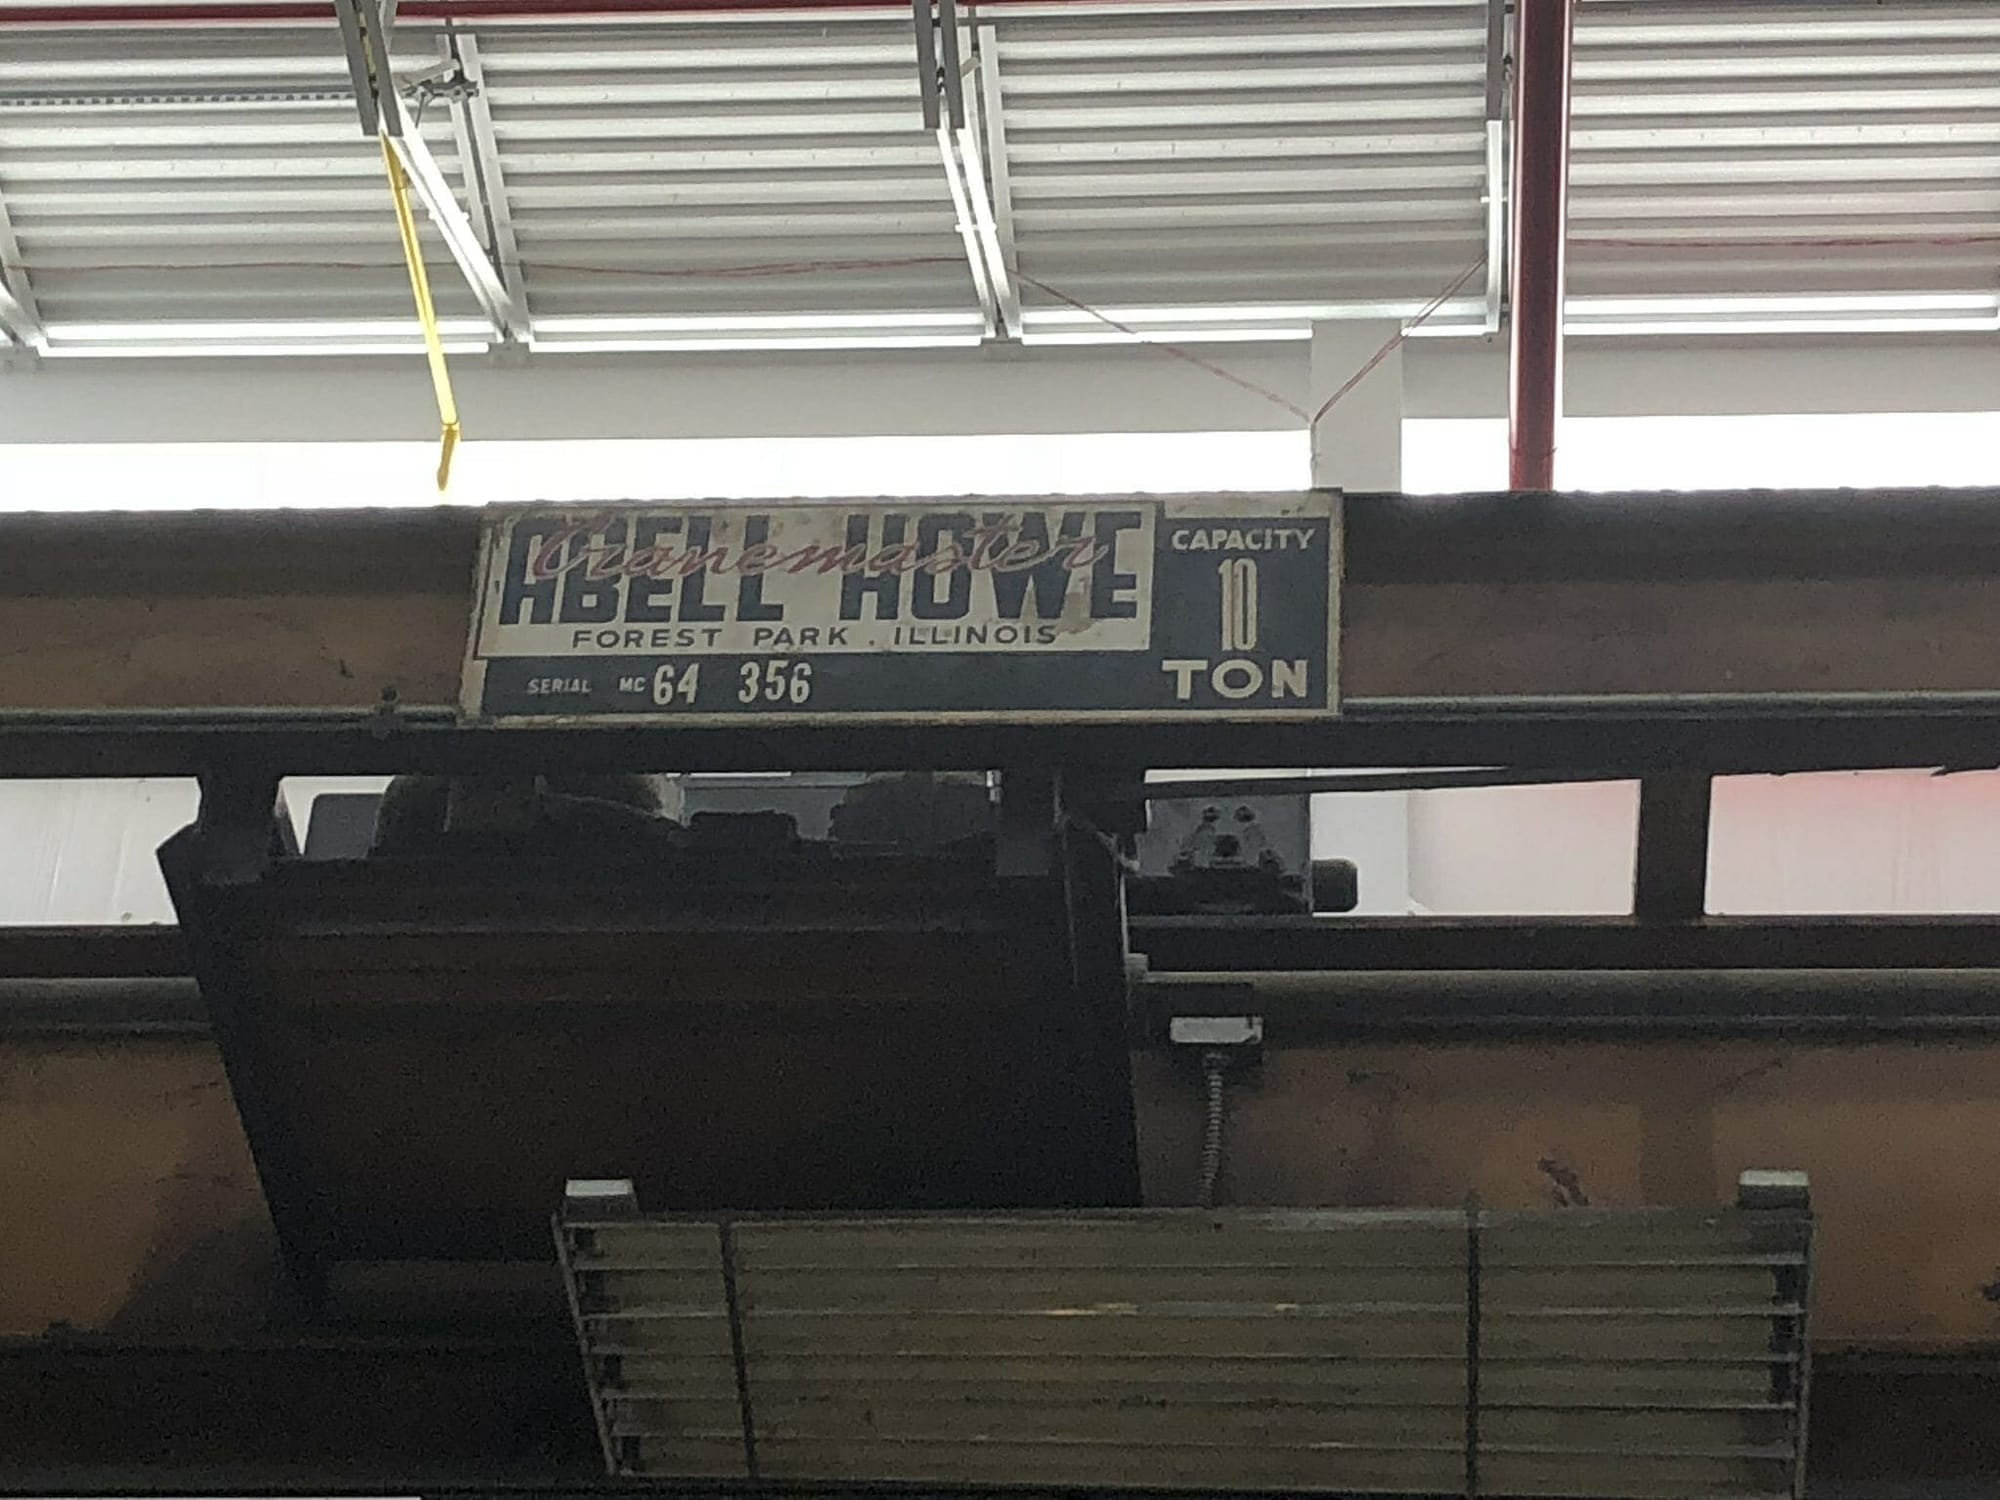 ABELL HOWE
Cranemaster
FOREST PARK . ILLINOIS
SERIAL MC 64 356
CAPACITY
10
TON